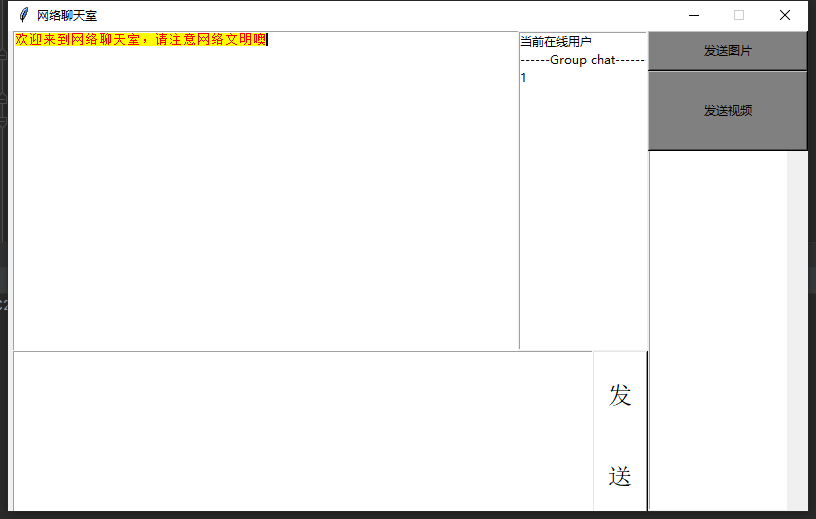 网络聊天室
欢迎来到网络聊天室，请注意网络文明噢
当前在线用户
------Group chat------
1
发送图片
发送视频
发
送